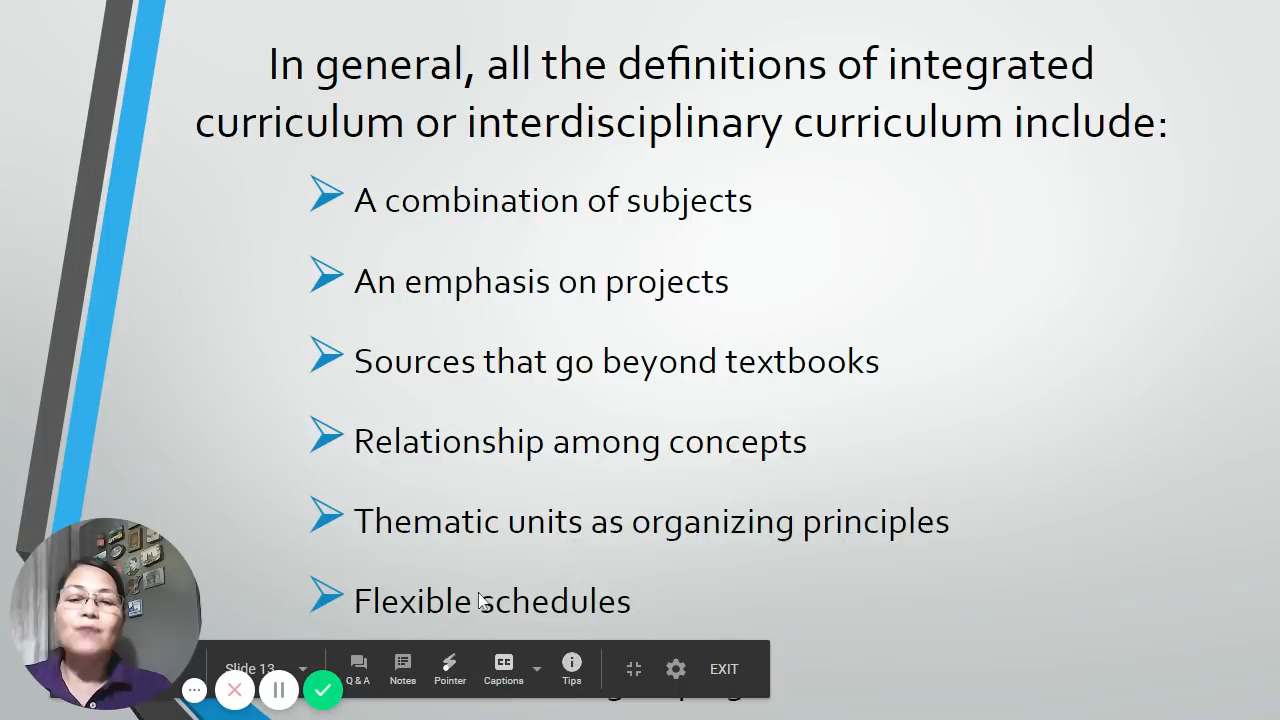 In general, all the definitions of integrated
curriculum or interdisciplinary curriculum include:
A combination of subjects
An emphasis on projects
Sources that go beyond textbooks
Relationship among concepts
Thematic units as organizing principles
Flexible schedules
Slide 13
Q & A
Notes
Pointer
CC
Captions
Tips
EXIT